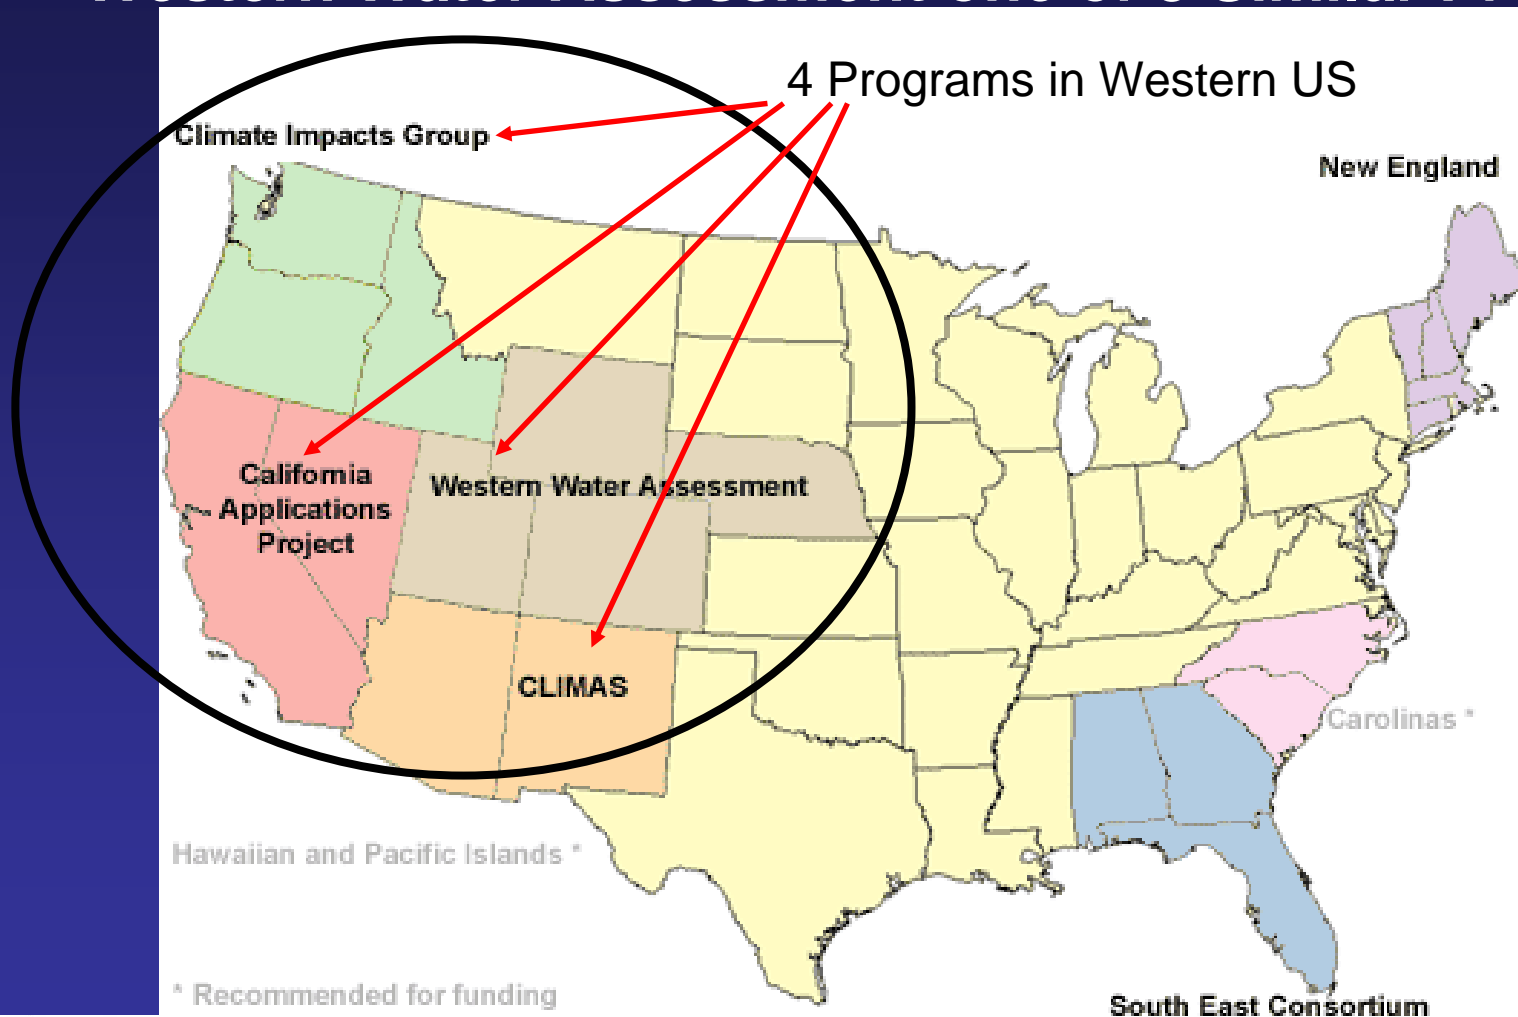 4 Programs in Western US
Climate Impacts Group
New England
California
Applications
Project
Western Water Assessment
CLIMAS
Carolinas *
Hawaiian and Pacific Islands *
* Recommended for funding
South East Consortium